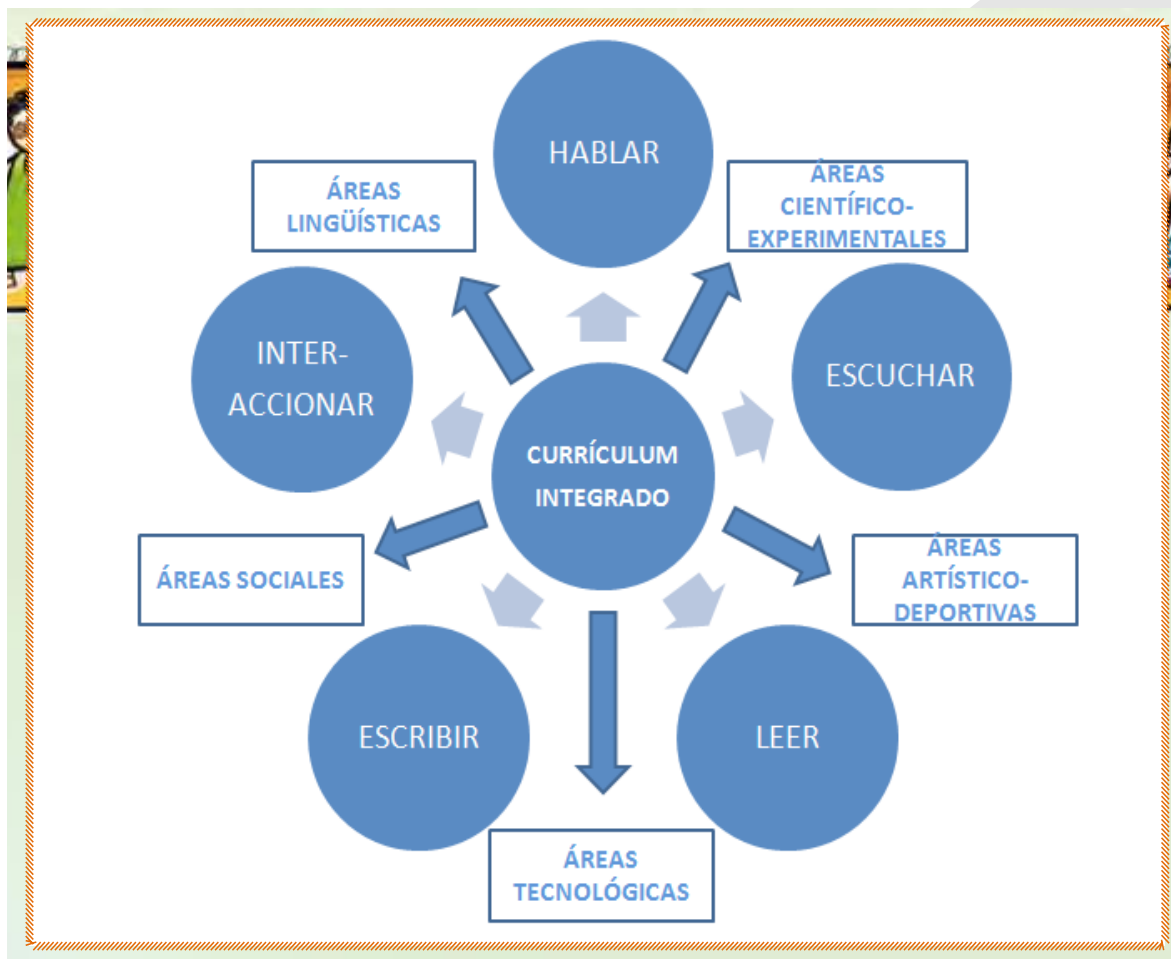 HABLAR
ÁREAS
LINGÜÍSTICAS
ÁREAS
CIENTÍFICO-
EXPERIMENTALES
INTER-
ACCIONAR
ESCUCHAR
CURRÍCULUM
INTEGRADO
ÁREAS SOCIALES
ÁREAS
ARTÍSTICO-
DEPORTIVAS
ESCRIBIR
LEER
ÁREAS
TECNOLÓGICAS